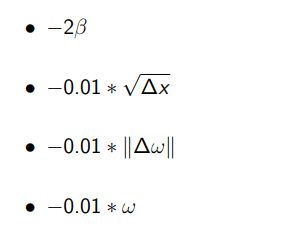 • −2β
• −0.01 ∗ √Δx
• −0.01 ∗ ‖Δω‖
• −0.01 ∗ ω